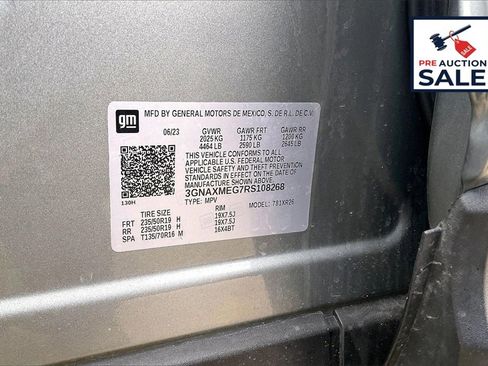 PRE AUCTION
SALE
gm
MFD BY GENERAL MOTORS DE MEXICO, S. DE R.L. DE C.V.
06/23 GVWR GAWR FRT GAWR RR
2025 KG 1175 KG 1200 KG
4464 LB 2590 LB 2645 LB
THIS VEHICLE CONFORMS TO ALL
APPLICABLE U.S. FEDERAL MOTOR
VEHICLE SAFETY AND THEFT
PREVENTION STANDARDS IN EFFECT ON
THE DATE OF MANUFACTURE SHOWN ABOVE.
3GNAXMEG7RS108268
130H TYPE: MPV MODEL: 781XR26
TIRE SIZE RIM
FRT 235/50R19 H 19X7.5J
RR 235/50R19 H 19X7.5J
SPA T135/70R16 M 16X4BT